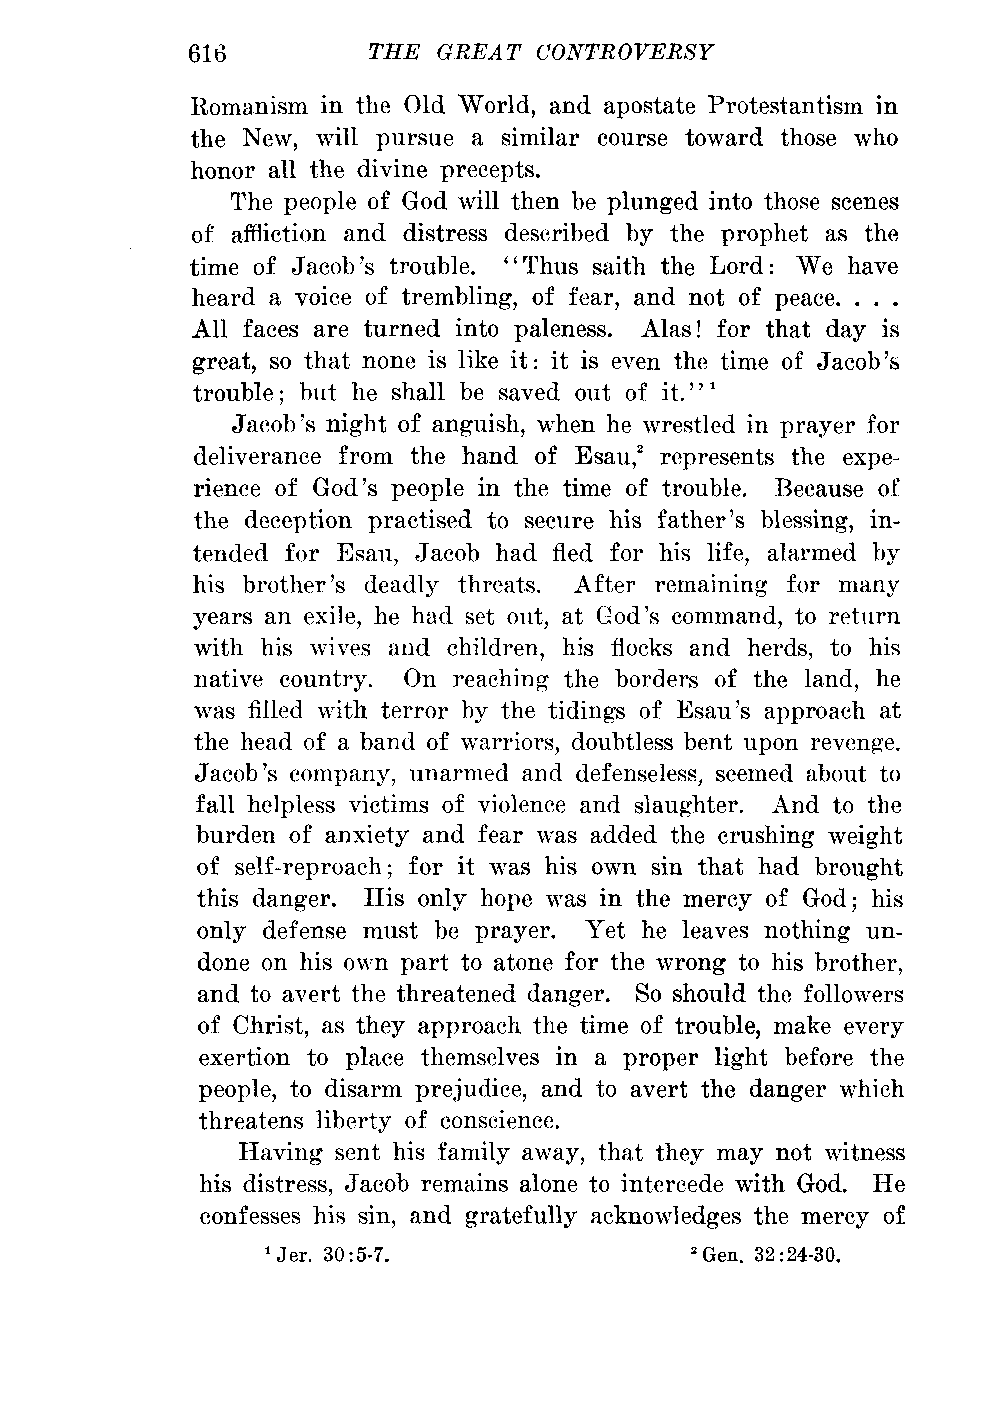 616 THE GREAT CONTROVERSY
Romanism in the Old World, and apostate Protestantism in
the New, will pursue a similar course toward those who
honor all the divine precepts.
The people of God will then be plunged into those scenes
of affliction and distress described by the prophet as the
time of Jacob's trouble. "Thus saith the Lord: We have
heard a voice of trembling, of fear, and not of peace. . . .
All faces are turned into paleness. Alas! for that day is
great, so that none is like it: it is even the time of Jacob's
trouble; but he shall be saved out of it."¹
Jacob's night of anguish, when he wrestled in prayer for
deliverance from the hand of Esau,² represents the expe-
rience of God's people in the time of trouble. Because of
the deception practised to secure his father's blessing, in-
tended for Esau, Jacob had fled for his life, alarmed by
his brother's deadly threats. After remaining for many
years an exile, he had set out, at God's command, to return
with his wives and children, his flocks and herds, to his
native country. On reaching the borders of the land, he
was filled with terror by the tidings of Esau's approach at
the head of a band of warriors, doubtless bent upon revenge.
Jacob's company, unarmed and defenseless, seemed about to
fall helpless victims of violence and slaughter. And to the
burden of anxiety and fear was added the crushing weight
of self-reproach; for it was his own sin that had brought
this danger. His only hope was in the mercy of God; his
only defense must be prayer. Yet he leaves nothing un-
done on his own part to atone for the wrong to his brother,
and to avert the threatened danger. So should the followers
of Christ, as they approach the time of trouble, make every
exertion to place themselves in a proper light before the
people, to disarm prejudice, and to avert the danger which
threatens liberty of conscience.
Having sent his family away, that they may not witness
his distress, Jacob remains alone to intercede with God. He
confesses his sin, and gratefully acknowledges the mercy of
¹ Jer. 30:5-7. ² Gen. 32:24-30.